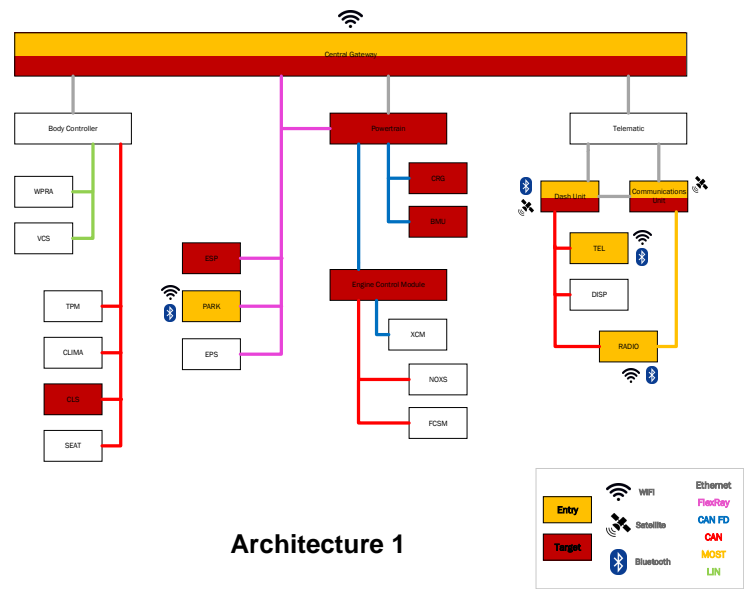 Central Gateway
Body Controller
Powertrain
Telematic
WPRA
VCS
CRG
BMU
Dash Unit
Communications
Unit
ESP
TEL
PARK
Engine Control Module
DISP
TPM
EPS
XCM
RADIO
CLIMA
NOXS
CLS
FCSM
SEAT
Architecture 1
Entry
Target
WiFi
Satellite
Bluetooth
Ethernet
FlexRay
CAN FD
CAN
MOST
LIN